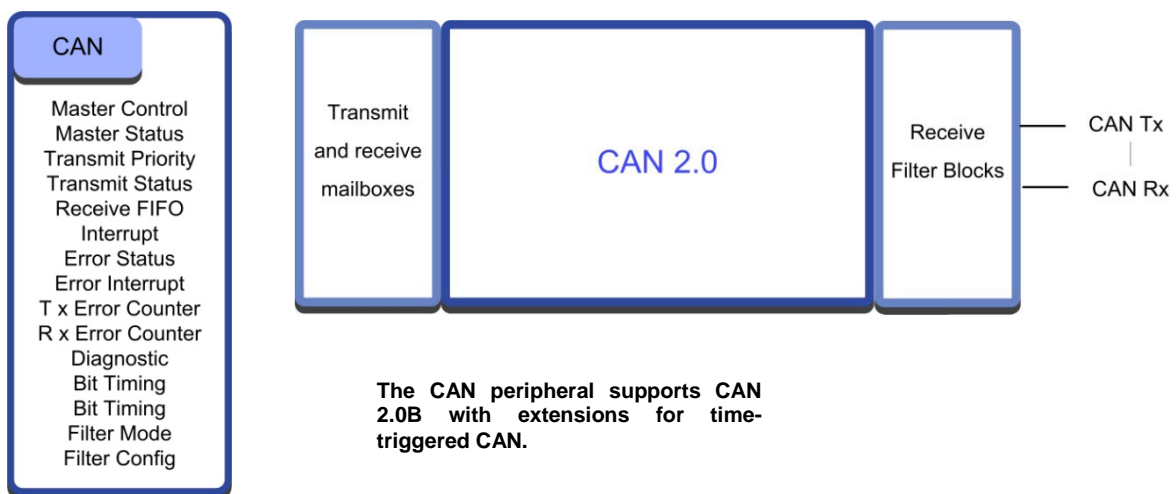 CAN
Master Control
Master Status
Transmit Priority
Transmit Status
Receive FIFO
Interrupt
Error Status
Error Interrupt
T x Error Counter
R x Error Counter
Diagnostic
Bit Timing
Bit Timing
Filter Mode
Filter Config
Transmit
and receive
mailboxes
CAN 2.0
Receive
Filter Blocks
CAN Tx
CAN Rx
The CAN peripheral supports CAN
2.0B with extensions for time-
triggered CAN.